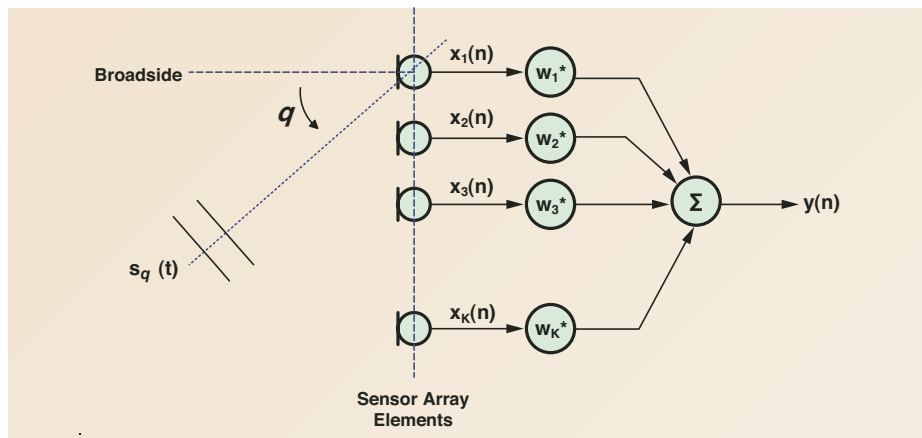 Broadside
q
s_q (t)
x₁(n)
w₁*
x₂(n)
w₂*
x₃(n)
w₃*
Σ
y(n)
x_K(n)
w_K*
Sensor Array
Elements